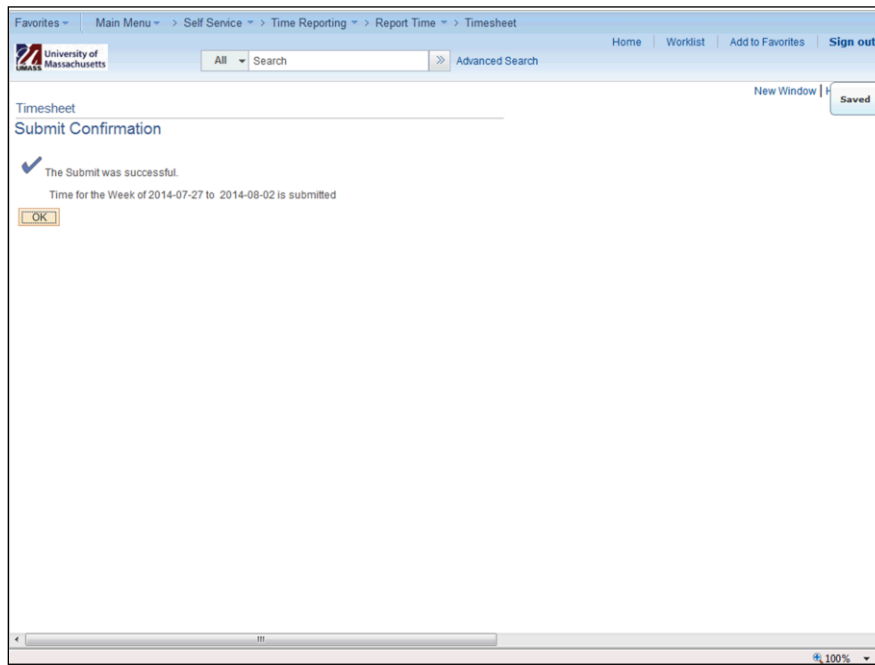 Favorites Main Menu > Self Service > Time Reporting > Report Time > Timesheet
Home Worklist Add to Favorites Sign out
UMASS University of Massachusetts
All Search >> Advanced Search
New Window
Saved
Timesheet
Submit Confirmation
The Submit was successful.
Time for the Week of 2014-07-27 to 2014-08-02 is submitted
OK
100%